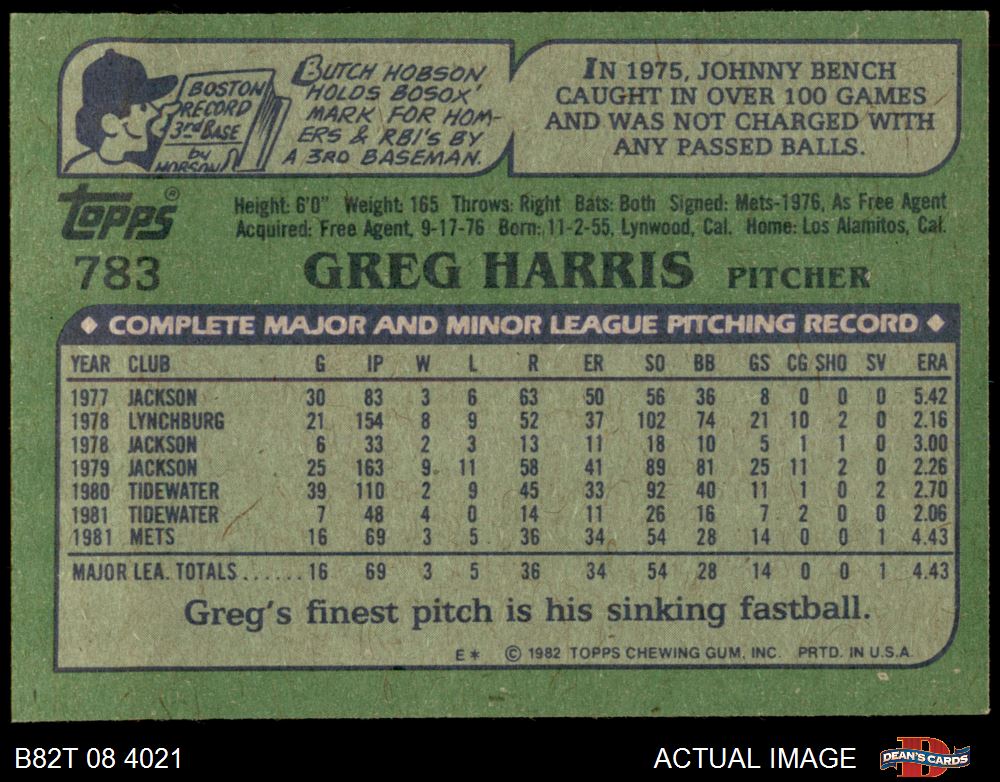 BOSTON
RECORD
3rd BASE
by
HOBSON
BUTCH HOBSON
HOLDS BOSOX'
MARK FOR HOM-
ERS & RBI'S BY
A 3RD BASEMAN.
IN 1975, JOHNNY BENCH
CAUGHT IN OVER 100 GAMES
AND WAS NOT CHARGED WITH
ANY PASSED BALLS.
TOPPS®
Height: 6'0" Weight: 165 Throws: Right Bats: Both Signed: Mets-1976, As Free Agent
Acquired: Free Agent, 9-17-76 Born: 11-2-55, Lynwood, Cal. Home: Los Alamitos, Cal.
783 GREG HARRIS PITCHER
◆ COMPLETE MAJOR AND MINOR LEAGUE PITCHING RECORD ◆
YEAR CLUB G IP W L R ER SO BB GS CG SHO SV ERA
1977 JACKSON 30 83 3 6 63 50 56 36 8 0 0 0 5.42
1978 LYNCHBURG 21 154 8 9 52 37 102 74 21 10 2 0 2.16
1978 JACKSON 6 33 2 3 13 11 18 10 5 1 1 0 3.00
1979 JACKSON 25 163 9 11 58 41 89 81 25 11 2 0 2.26
1980 TIDEWATER 39 110 2 9 45 33 92 40 11 1 0 2 2.70
1981 TIDEWATER 7 48 4 0 14 11 26 16 7 2 0 0 2.06
1981 METS 16 69 3 5 36 34 54 28 14 0 0 1 4.43
MAJOR LEA. TOTALS......16 69 3 5 36 34 54 28 14 0 0 1 4.43
Greg's finest pitch is his sinking fastball.
E* © 1982 TOPPS CHEWING GUM, INC. PRTD. IN U.S.A.
B82T 08 4021 ACTUAL IMAGE DEAN'S CARDS